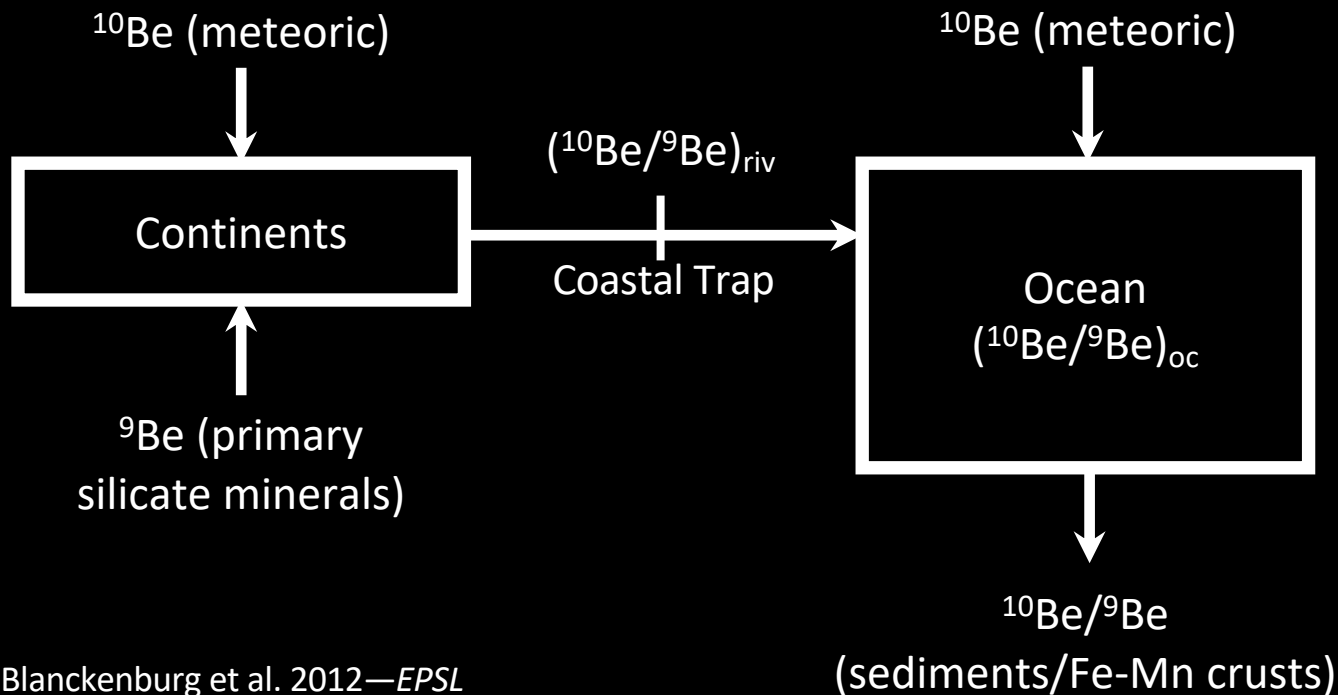 ¹⁰Be (meteoric)
¹⁰Be (meteoric)
(¹⁰Be/⁹Be)ᵣᵢᵥ
Continents
Coastal Trap
Ocean
(¹⁰Be/⁹Be)oc
⁹Be (primary
silicate minerals)
¹⁰Be/⁹Be
(sediments/Fe-Mn crusts)
Blanckenburg et al. 2012—EPSL